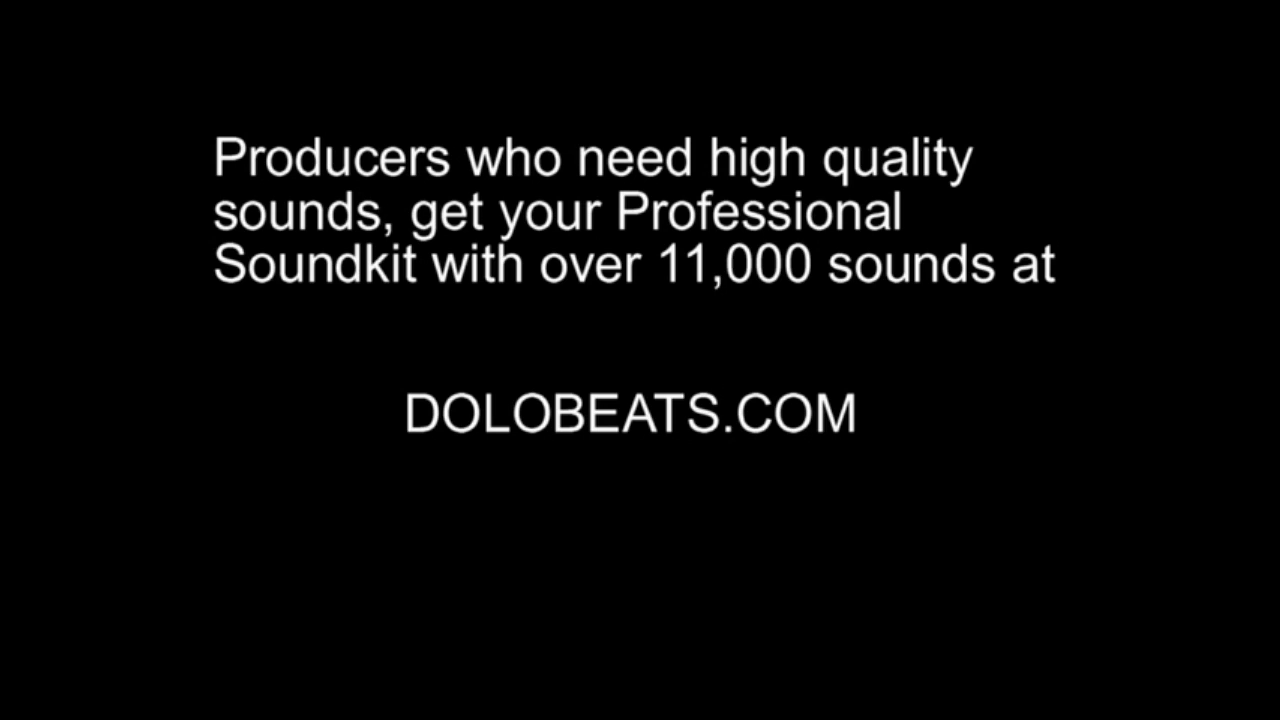 Producers who need high quality
sounds, get your Professional
Soundkit with over 11,000 sounds at
DOLOBEATS.COM